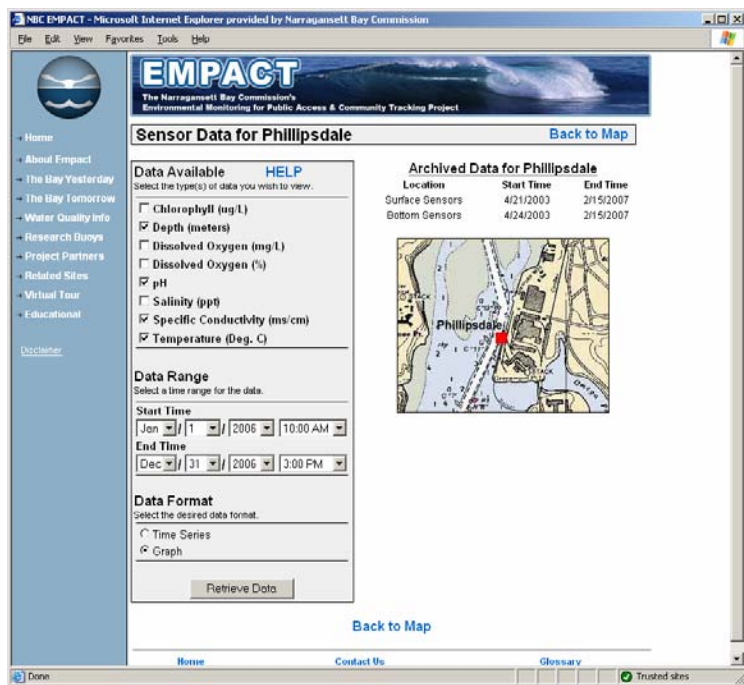 NBC EMPACT - Microsoft Internet Explorer provided by Narragansett Bay Commission
File Edit View Favorites Tools Help
EMPACT
The Narragansett Bay Commission's
Environmental Monitoring for Public Access & Community Tracking Project
Home
About Empact
The Bay Yesterday
The Bay Tomorrow
Water Quality Info
Research Buoys
Project Partners
Related Sites
Virtual Tour
Educational
Disclaimer
Sensor Data for Phillipsdale Back to Map
Data Available HELP
Select the type(s) of data you wish to view.
Chlorophyll (ug/L)
Depth (meters)
Dissolved Oxygen (mg/L)
Dissolved Oxygen (%)
pH
Salinity (ppt)
Specific Conductivity (ms/cm)
Temperature (Deg. C)
Data Range
Select a time range for the data.
Start Time
Jan / 1 / 2006 10:00 AM
End Time
Dec / 31 / 2006 3:00 PM
Data Format
Select the desired data format.
Time Series
Graph
Retrieve Data
Archived Data for Phillipsdale
Location Start Time End Time
Surface Sensors 4/21/2003 2/15/2007
Bottom Sensors 4/24/2003 2/15/2007
STACK
Phillipsdale
STACK
Omega
Back to Map
Home Contact Us Glossary
Done Trusted sites